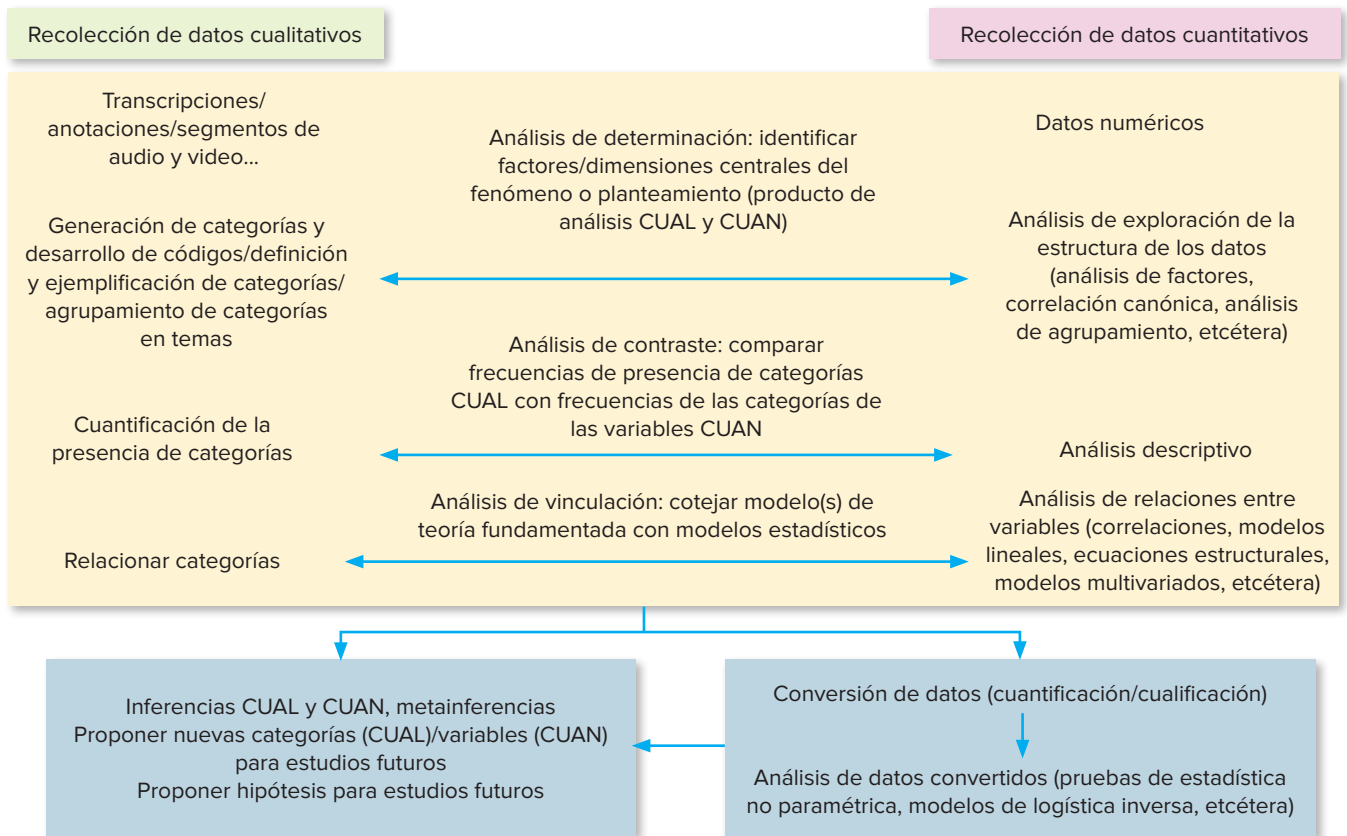 Recolección de datos cualitativos
Recolección de datos cuantitativos
Transcripciones/
anotaciones/segmentos de
audio y video...
Análisis de determinación: identificar
factores/dimensiones centrales del
fenómeno o planteamiento (producto de
análisis CUAL y CUAN)
Datos numéricos
Generación de categorías y
desarrollo de códigos/definición
y ejemplificación de categorías/
agrupamiento de categorías
en temas
Análisis de exploración de la
estructura de los datos
(análisis de factores,
correlación canónica, análisis
de agrupamiento, etcétera)
Análisis de contraste: comparar
frecuencias de presencia de categorías
CUAL con frecuencias de las categorías de
las variables CUAN
Cuantificación de la
presencia de categorías
Análisis descriptivo
Análisis de vinculación: cotejar modelo(s) de
teoría fundamentada con modelos estadísticos
Relacionar categorías
Análisis de relaciones entre
variables (correlaciones, modelos
lineales, ecuaciones estructurales,
modelos multivariados, etcétera)
Inferencias CUAL y CUAN, metainferencias
Proponer nuevas categorías (CUAL)/variables (CUAN)
para estudios futuros
Proponer hipótesis para estudios futuros
Conversión de datos (cuantificación/cualificación)
Análisis de datos convertidos (pruebas de estadística
no paramétrica, modelos de logística inversa, etcétera)